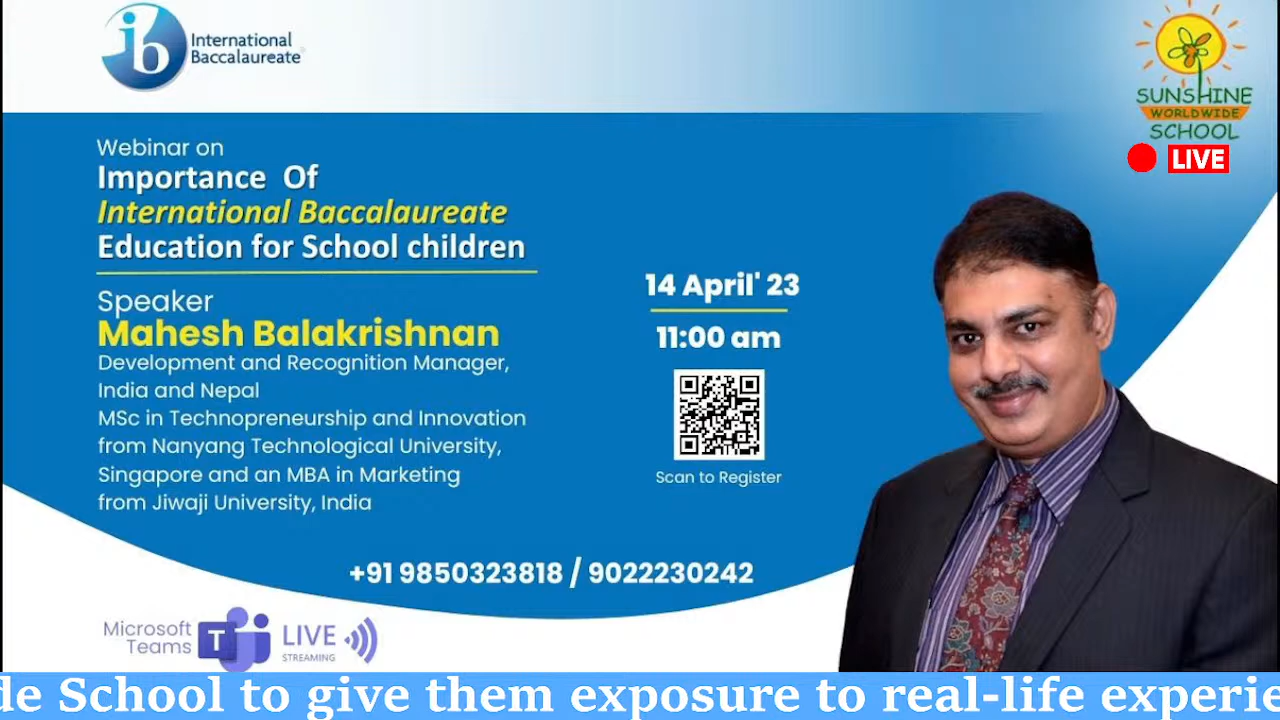 ib International
Baccalaureate
SUNSHINE
WORLDWIDE
SCHOOL
LIVE
Webinar on
Importance Of
International Baccalaureate
Education for School children
Speaker
Mahesh Balakrishnan
Development and Recognition Manager,
India and Nepal
MSc in Technopreneurship and Innovation
from Nanyang Technological University,
Singapore and an MBA in Marketing
from Jiwaji University, India
14 April' 23
11:00 am
Scan to Register
+91 9850323818 / 9022230242
Microsoft
Teams
T
LIVE
STREAMING
de School to give them exposure to real-life experie